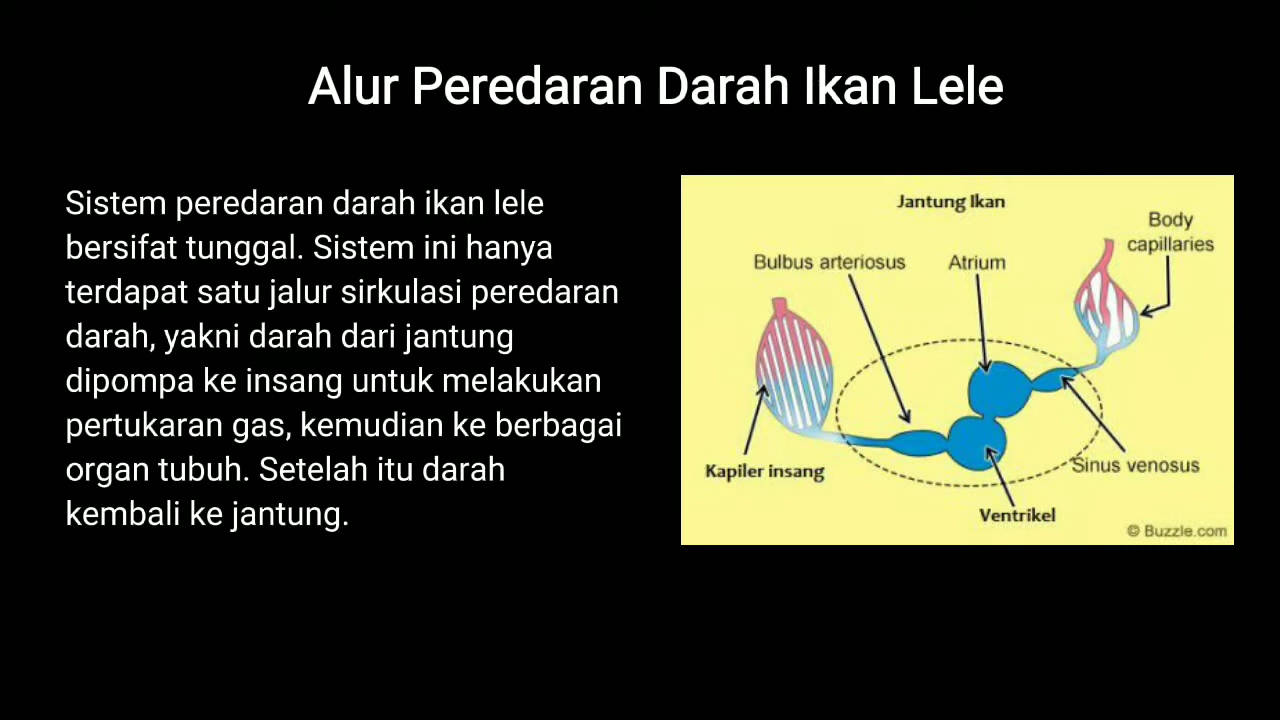 Alur Peredaran Darah Ikan Lele
Sistem peredaran darah ikan lele
bersifat tunggal. Sistem ini hanya
terdapat satu jalur sirkulasi peredaran
darah, yakni darah dari jantung
dipompa ke insang untuk melakukan
pertukaran gas, kemudian ke berbagai
organ tubuh. Setelah itu darah
kembali ke jantung.
Jantung Ikan
Body
capillaries
Bulbus arteriosus
Atrium
Kapiler insang
Sinus venosus
Ventrikel
© Buzzle.com